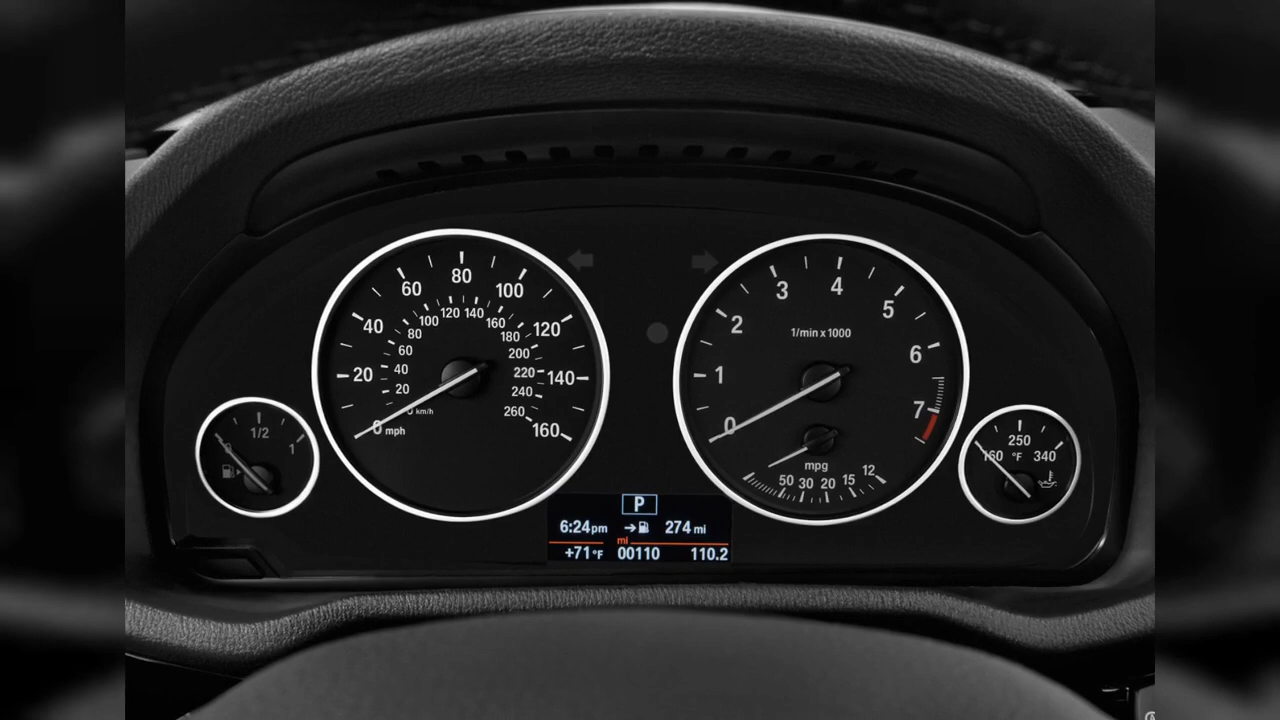 20
40
60
80
100
120
140
160
0 mph
20
40
60
80
100
120
140
160
180
200
220
240
260
0 km/h
0
1
2
3
4
5
6
7
1/min x 1000
mpg
50 30 20 15 12
0 1/2 1
160 250 340
°F
P
6:24pm 274 mi
mi
+71°F 00110 110.2